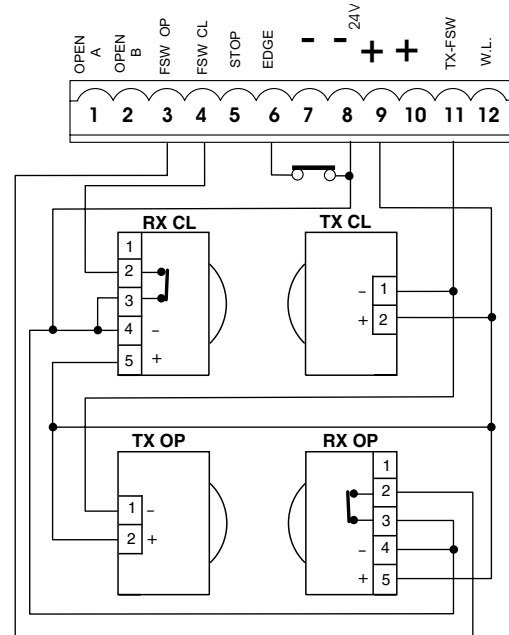 OPEN A
OPEN B
FSW OP
FSW CL
STOP
EDGE
- - 24V
+ +
TX-FSW
W.L.
1 2 3 4 5 6 7 8 9 10 11 12
RX CL
1
2
3
4 -
5 +
TX CL
- 1
+ 2
TX OP
1 -
2 +
RX OP
1
2
3
- 4
+ 5